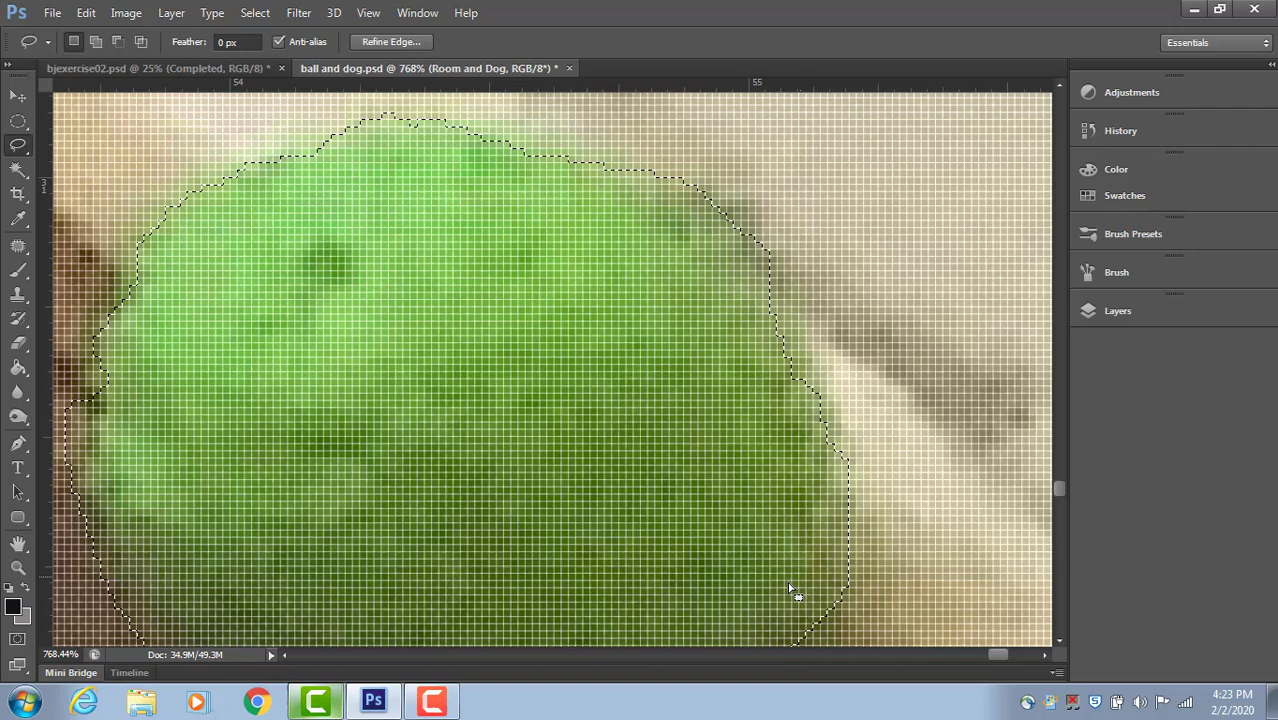 Ps File Edit Image Layer Type Select Filter 3D View Window Help
Feather: 0 px Anti-alias Refine Edge... Essentials
bjexercise02.psd @ 25% (Completed, RGB/8) * × ball and dog.psd @ 768% (Room and Dog, RGB/8*) * ×
54 55
Adjustments
History
Color
31
Swatches
Brush Presets
Brush
Layers
T
768.44% Doc: 34.9M/49.3M
Mini Bridge Timeline
Ps
4:23 PM
2/2/2020